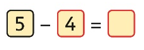 5 – 4 =